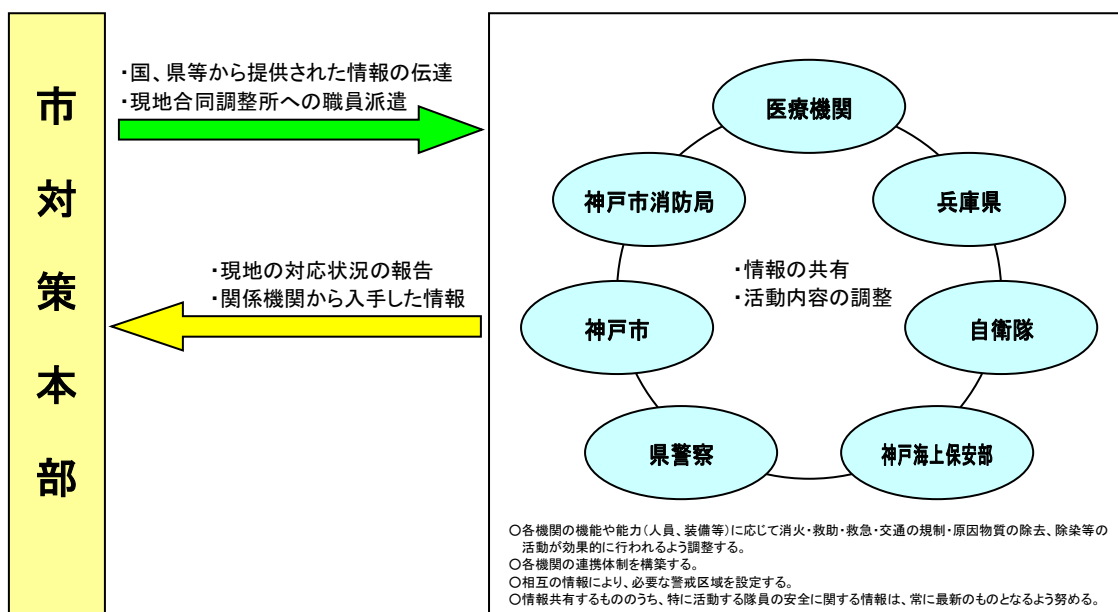 市対策本部
・国、県等から提供された情報の伝達
・現地合同調整所への職員派遣
・現地の対応状況の報告
・関係機関から入手した情報
医療機関
神戸市消防局
兵庫県
・情報の共有
・活動内容の調整
神戸市
自衛隊
県警察
神戸海上保安部
〇各機関の機能や能力(人員、装備等)に応じて消火・救助・救急・交通の規制・原因物質の除去、除染等の
活動が効果的に行われるよう調整する。
〇各機関の連携体制を構築する。
〇相互の情報により、必要な警戒区域を設定する。
〇情報共有するもののうち、特に活動する隊員の安全に関する情報は、常に最新のものとなるよう努める。